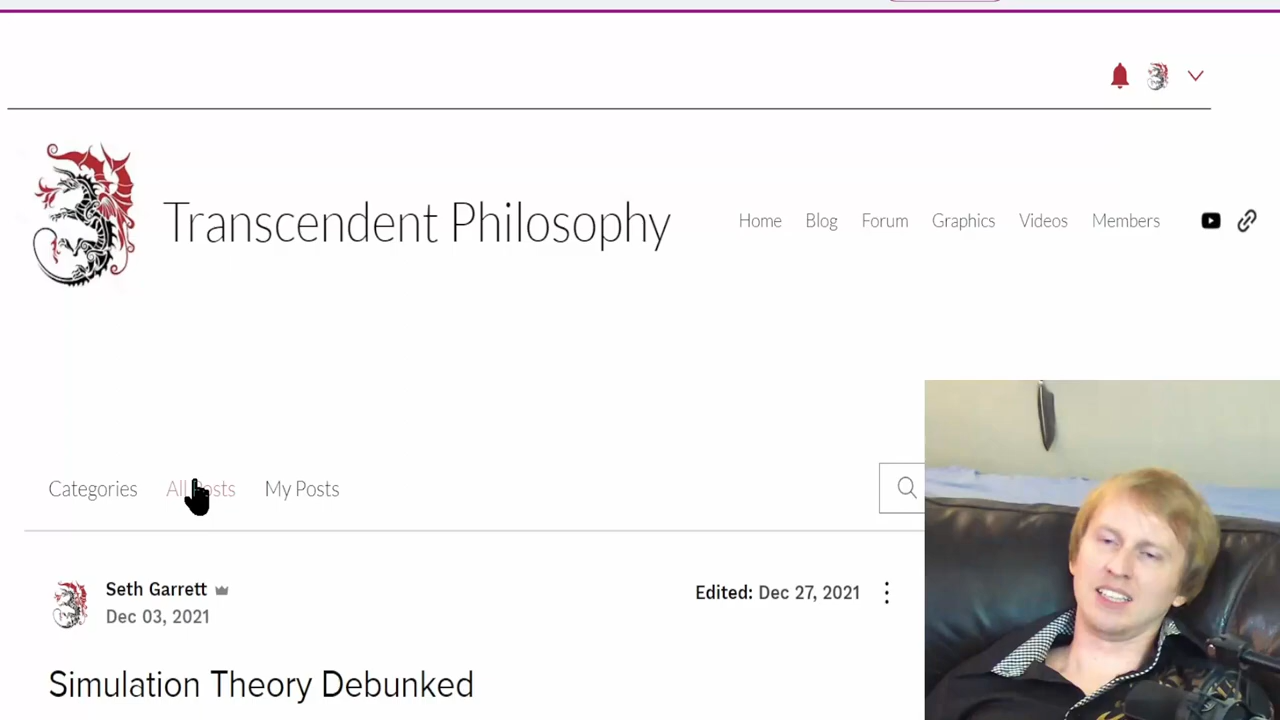 Transcendent Philosophy
Home Blog Forum Graphics Videos Members
Categories All Posts My Posts
Seth Garrett
Dec 03, 2021
Edited: Dec 27, 2021
Simulation Theory Debunked